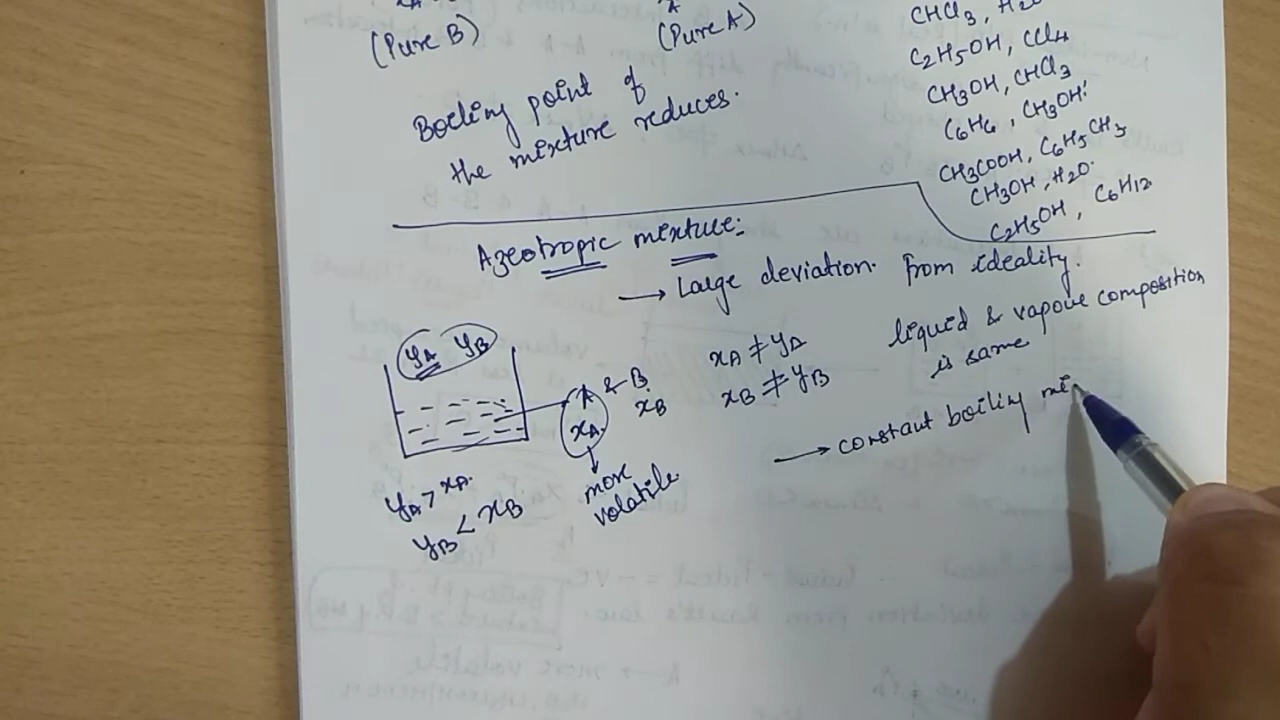 (Pure B)
(Pure A)
Boiling point of
the mixture reduces.
CHCl3, H2O
C2H5OH, CCl4
CH3OH, CHCl3
C6H6, CH3OH
CH3COOH, C6H5CH3
CH3OH, H2O
C2H5OH, C6H12
Azeotropic mixture:
→ Large deviation from ideality.
yA yB
A & B
xA xB
more
volatile
yA > xA
yB < xB
xA ≠ yA
xB ≠ yB
liquid & vapour composition
is same
→ constant boiling mi